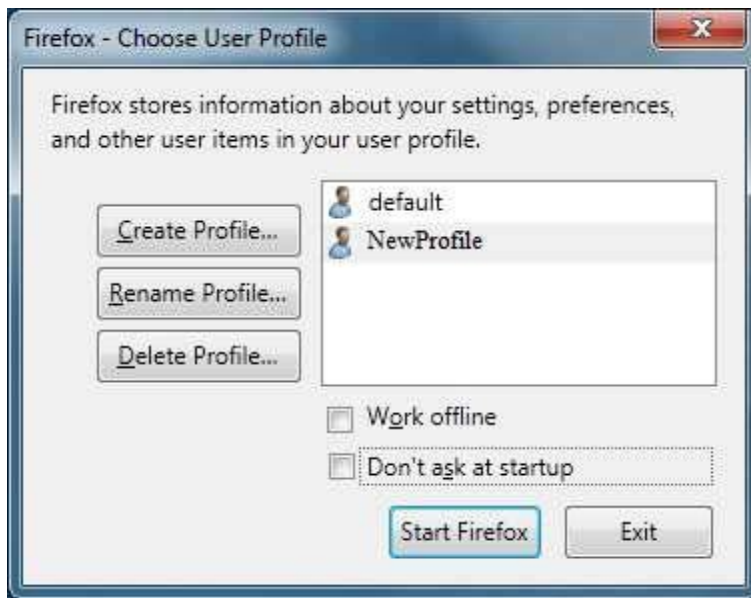 Firefox - Choose User Profile
Firefox stores information about your settings, preferences,
and other user items in your user profile.
Create Profile...
Rename Profile...
Delete Profile...
default
NewProfile
Work offline
Don't ask at startup
Start Firefox
Exit